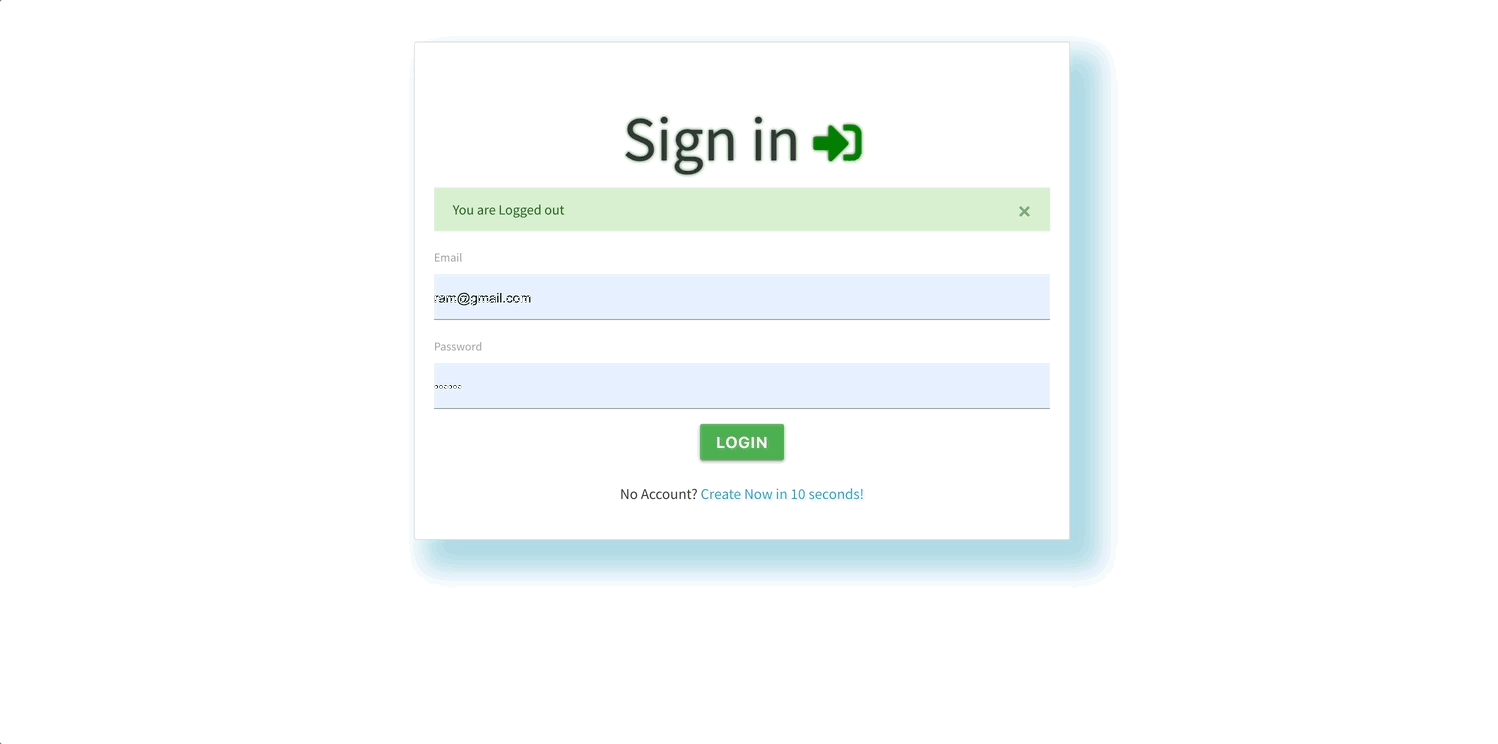 Sign in
You are Logged out ×
Email
ram@gmail.com
Password
LOGIN
No Account? Create Now in 10 seconds!